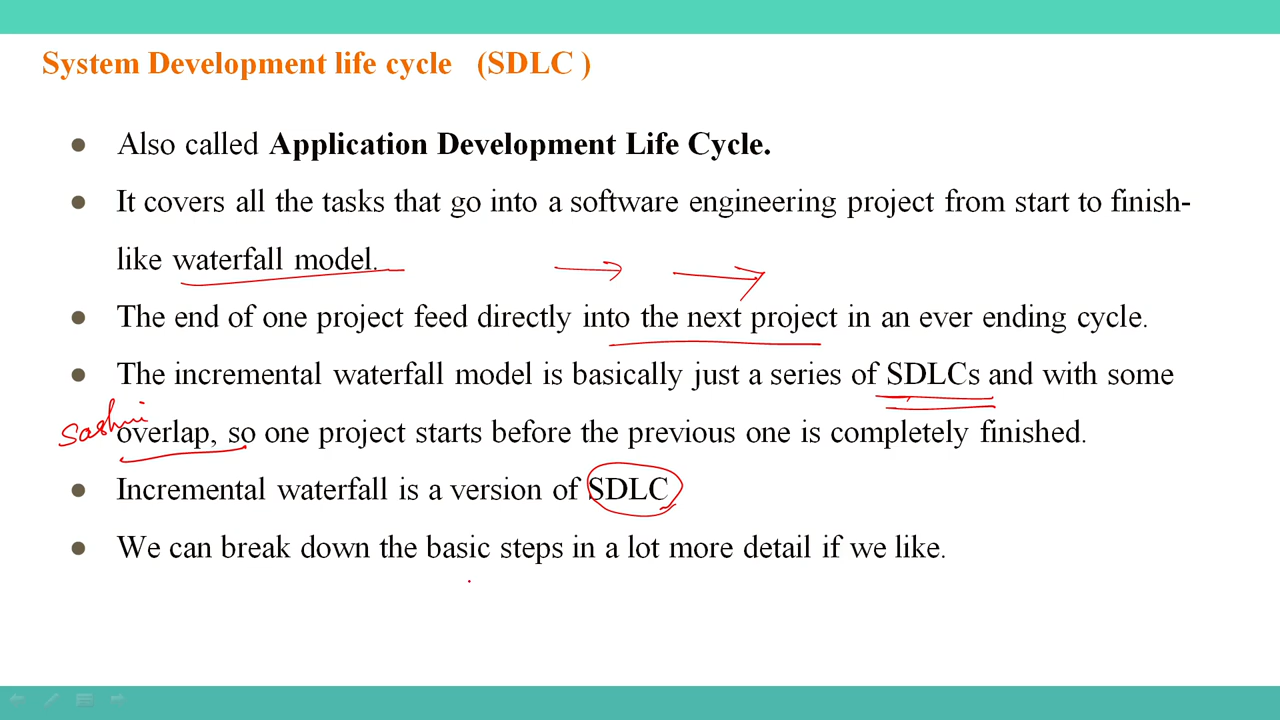 System Development life cycle (SDLC )
● Also called Application Development Life Cycle.
● It covers all the tasks that go into a software engineering project from start to finish-
like waterfall model.
● The end of one project feed directly into the next project in an ever ending cycle.
● The incremental waterfall model is basically just a series of SDLCs and with some
overlap, so one project starts before the previous one is completely finished.
● Incremental waterfall is a version of SDLC
● We can break down the basic steps in a lot more detail if we like.